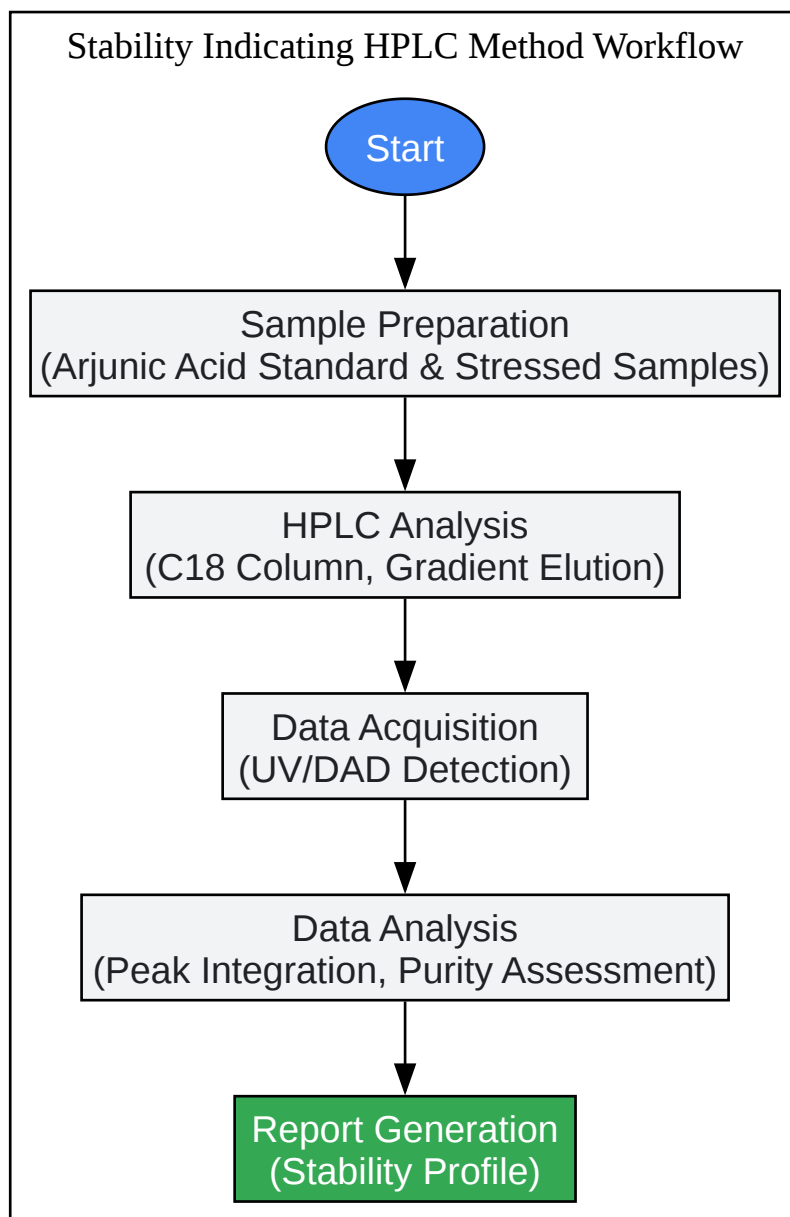 Stability Indicating HPLC Method Workflow
Start
Sample Preparation
(Arjunic Acid Standard & Stressed Samples)
HPLC Analysis
(C18 Column, Gradient Elution)
Data Acquisition
(UV/DAD Detection)
Data Analysis
(Peak Integration, Purity Assessment)
Report Generation
(Stability Profile)